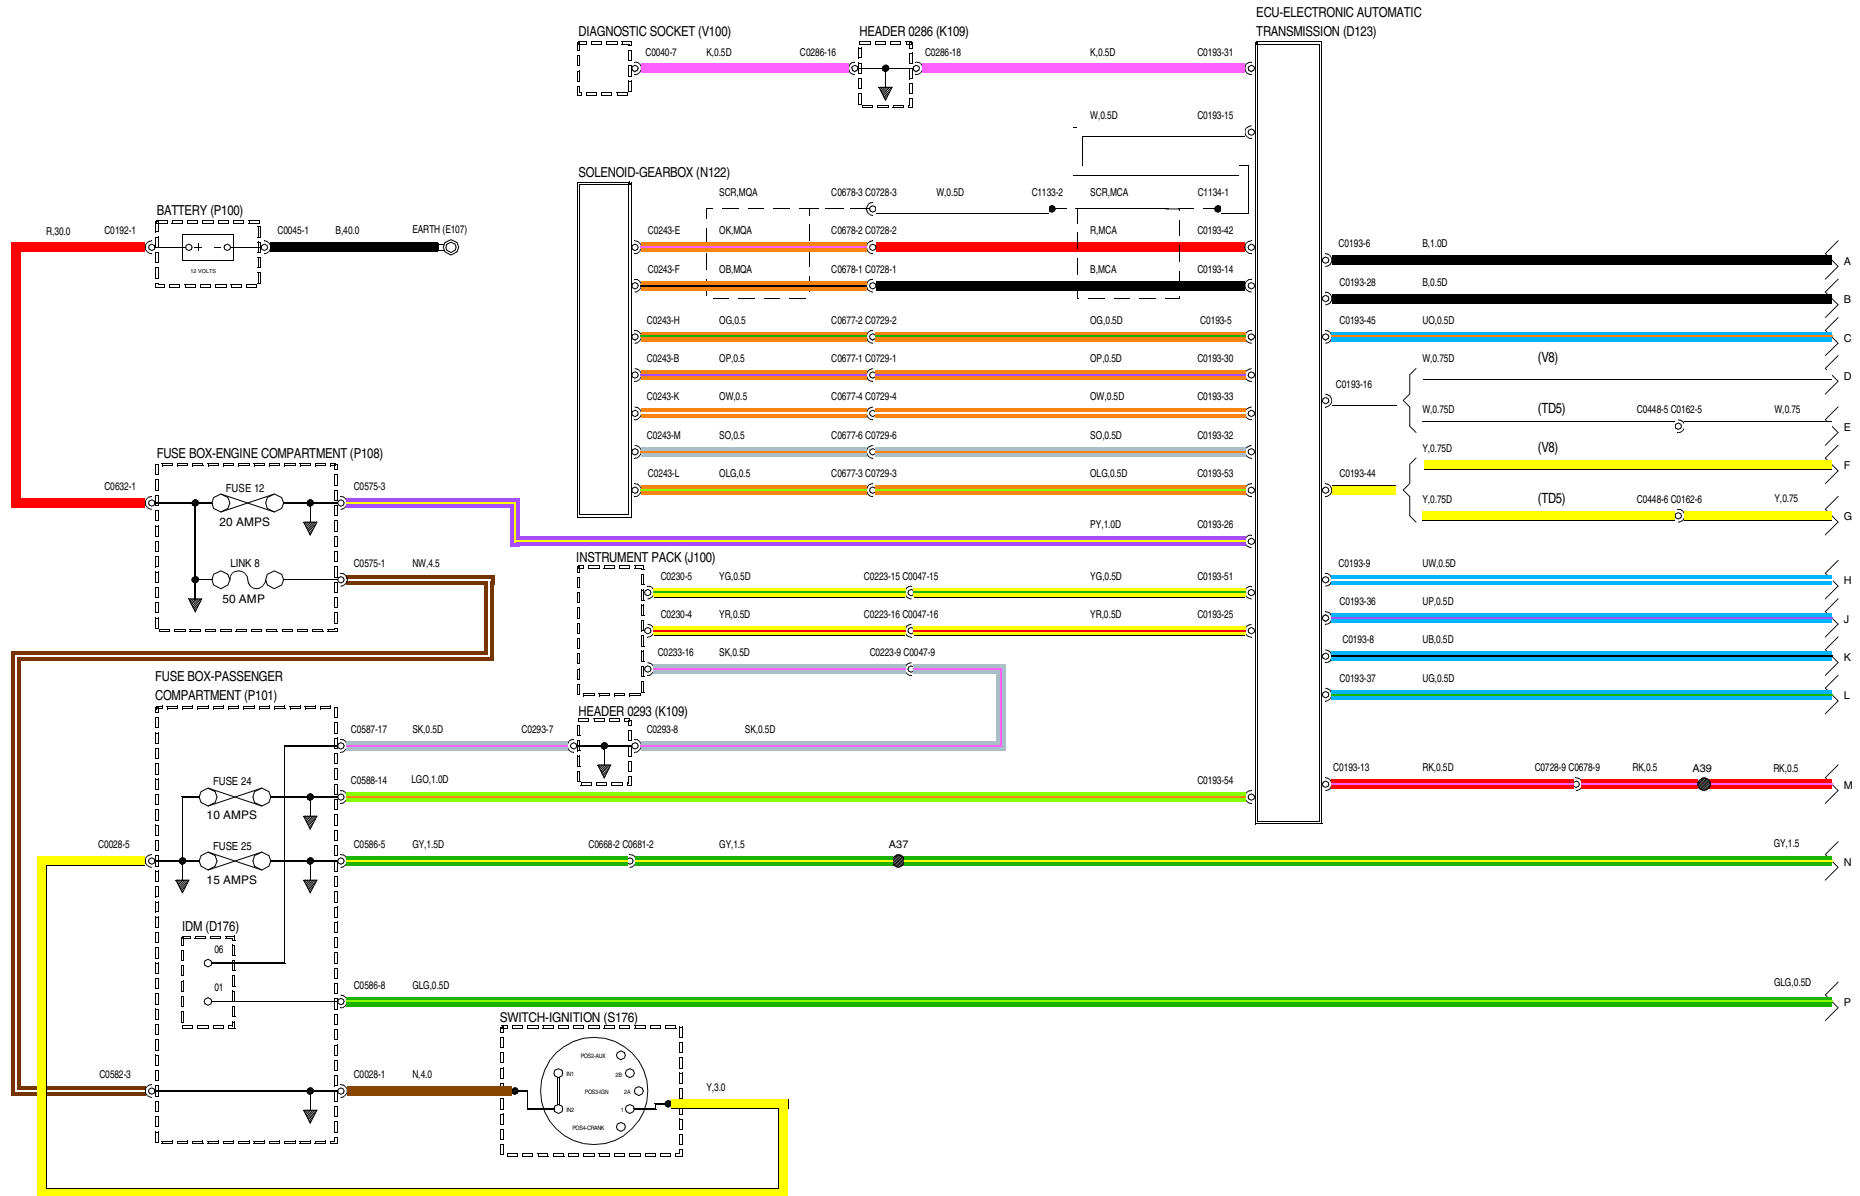 ECU-ELECTRONIC AUTOMATIC
TRANSMISSION (D123)
DIAGNOSTIC SOCKET (V100)
HEADER 0286 (K109)
C0040-7 K,0.5D C0286-16 C0286-18 K,0.5D C0193-31
W,0.5D C0193-15
SOLENOID-GEARBOX (N122)
SCR,MQA C0678-3 C0728-3 W,0.5D C1133-2 SCR,MCA C1134-1
C0243-E OK,MQA C0678-2 C0728-2 R,MCA C0193-42
C0243-F OB,MQA C0678-1 C0728-1 B,MCA C0193-14
C0243-H OG,0.5 C0677-2 C0729-2 OG,0.5D C0193-5
C0243-B OP,0.5 C0677-1 C0729-1 OP,0.5D C0193-30
C0243-K OW,0.5 C0677-4 C0729-4 OW,0.5D C0193-33
C0243-M SO,0.5 C0677-6 C0729-6 SO,0.5D C0193-32
C0243-L OLG,0.5 C0677-3 C0729-3 OLG,0.5D C0193-53
PY,1.0D C0193-26
BATTERY (P100)
R,30.0 C0192-1 C0045-1 B,40.0 EARTH (E107)
+ −
12 VOLTS
FUSE BOX-ENGINE COMPARTMENT (P108)
C0632-1 FUSE 12 C0575-3
20 AMPS
LINK 8 C0575-1 NW,4.5
50 AMP
INSTRUMENT PACK (J100)
C0230-5 YG,0.5D C0223-15 C0047-15 YG,0.5D C0193-51
C0230-4 YR,0.5D C0223-16 C0047-16 YR,0.5D C0193-25
C0233-16 SK,0.5D C0223-9 C0047-9
FUSE BOX-PASSENGER
COMPARTMENT (P101)
HEADER 0293 (K109)
C0587-17 SK,0.5D C0293-7 C0293-8 SK,0.5D
FUSE 24 C0588-14 LGO,1.0D C0193-54
10 AMPS
C0028-5 FUSE 25 C0586-5 GY,1.5D C0668-2 C0681-2 GY,1.5 A37 GY,1.5 N
15 AMPS
IDM (D176)
06
01 C0586-8 GLG,0.5D GLG,0.5D P
SWITCH-IGNITION (S176)
C0582-3 C0028-1 N,4.0
POS2-AUX
IN1 2B
POS3-IGN 2A
IN2 1
POS4-CRANK
Y,3.0
C0193-6 B,1.0D A
C0193-28 B,0.5D B
C0193-45 UO,0.5D C
C0193-16
W,0.75D (V8) D
W,0.75D (TD5) C0448-5 C0162-5 W,0.75 E
C0193-44
Y,0.75D (V8) F
Y,0.75D (TD5) C0448-6 C0162-6 Y,0.75 G
C0193-9 UW,0.5D H
C0193-36 UP,0.5D J
C0193-8 UB,0.5D K
C0193-37 UG,0.5D L
C0193-13 RK,0.5D C0728-9 C0678-9 RK,0.5 A39 RK,0.5 M